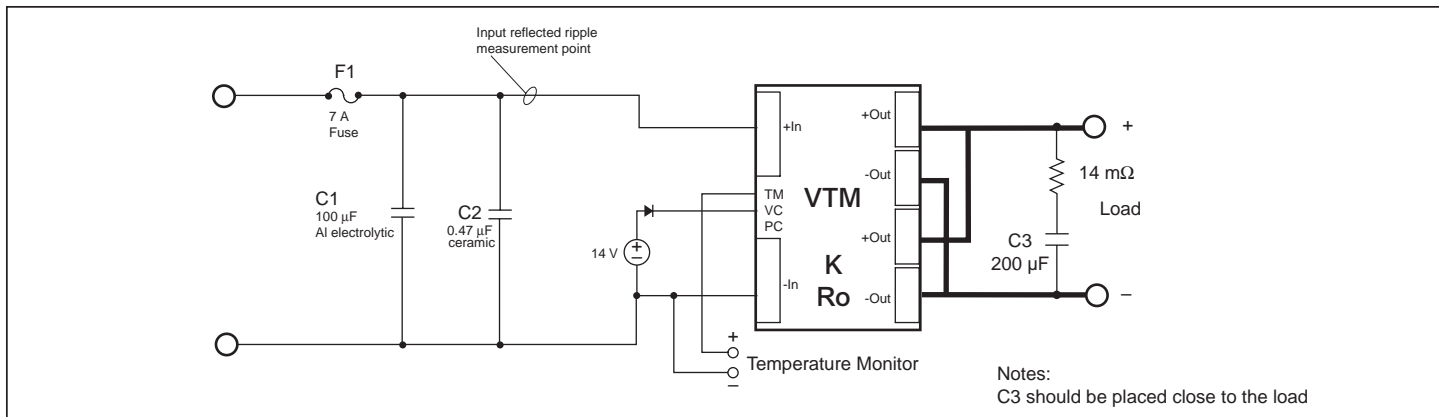 Input reflected ripple
measurement point
F1
7 A
Fuse
C1
100 µF
Al electrolytic
C2
0.47 µF
ceramic
14 V
+
−
+In
TM
VC
PC
-In
VTM
K
Ro
+Out
-Out
+Out
-Out
+
14 mΩ
Load
C3
200 µF
−
+
Temperature Monitor
−
Notes:
C3 should be placed close to the load